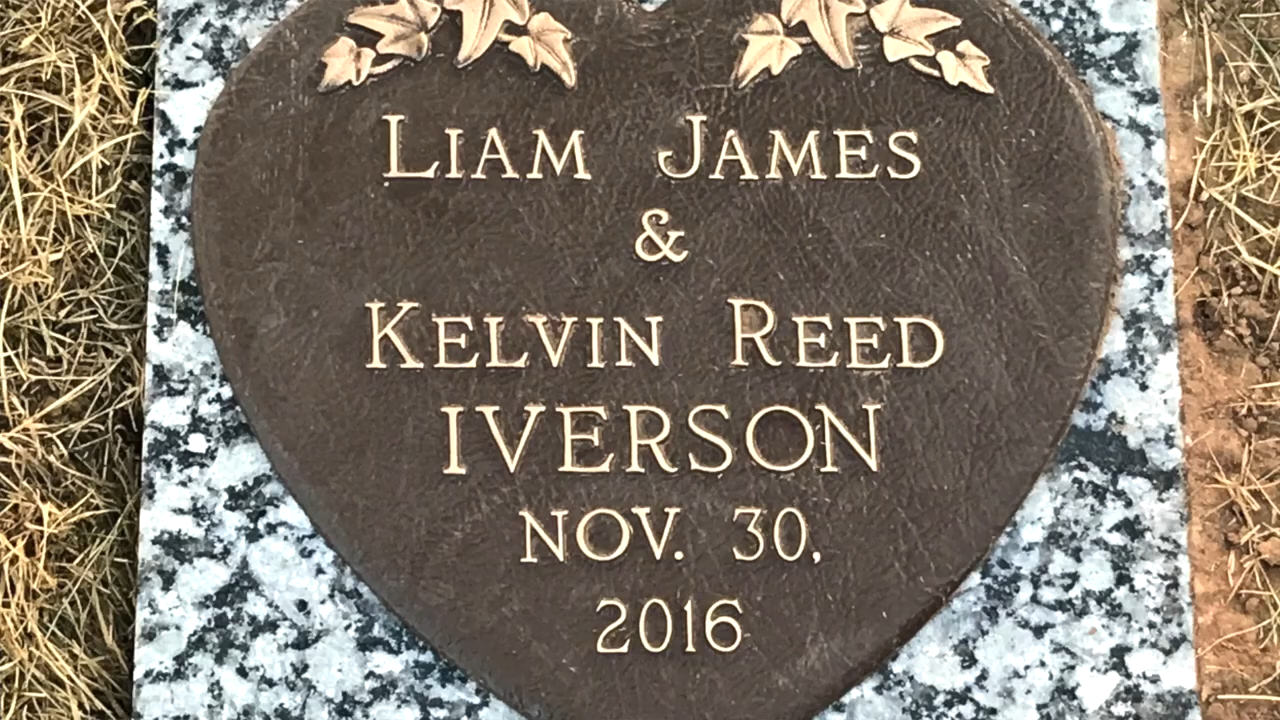 LIAM JAMES
&
KELVIN REED
IVERSON
NOV. 30,
2016